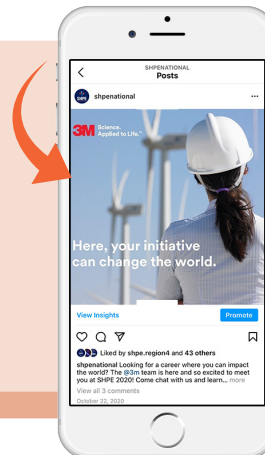 SHPENATIONAL
Posts
shpenational
3M Science.
Applied to Life.™
Here, your initiative
can change the world.
View Insights
Promote
Liked by shpe.region4 and 43 others
shpenational Looking for a career where you can impact
the world? The @3m team is here and so excited to meet
you at SHPE 2020! Come chat with us and learn... more
View all 3 comments
October 22, 2020